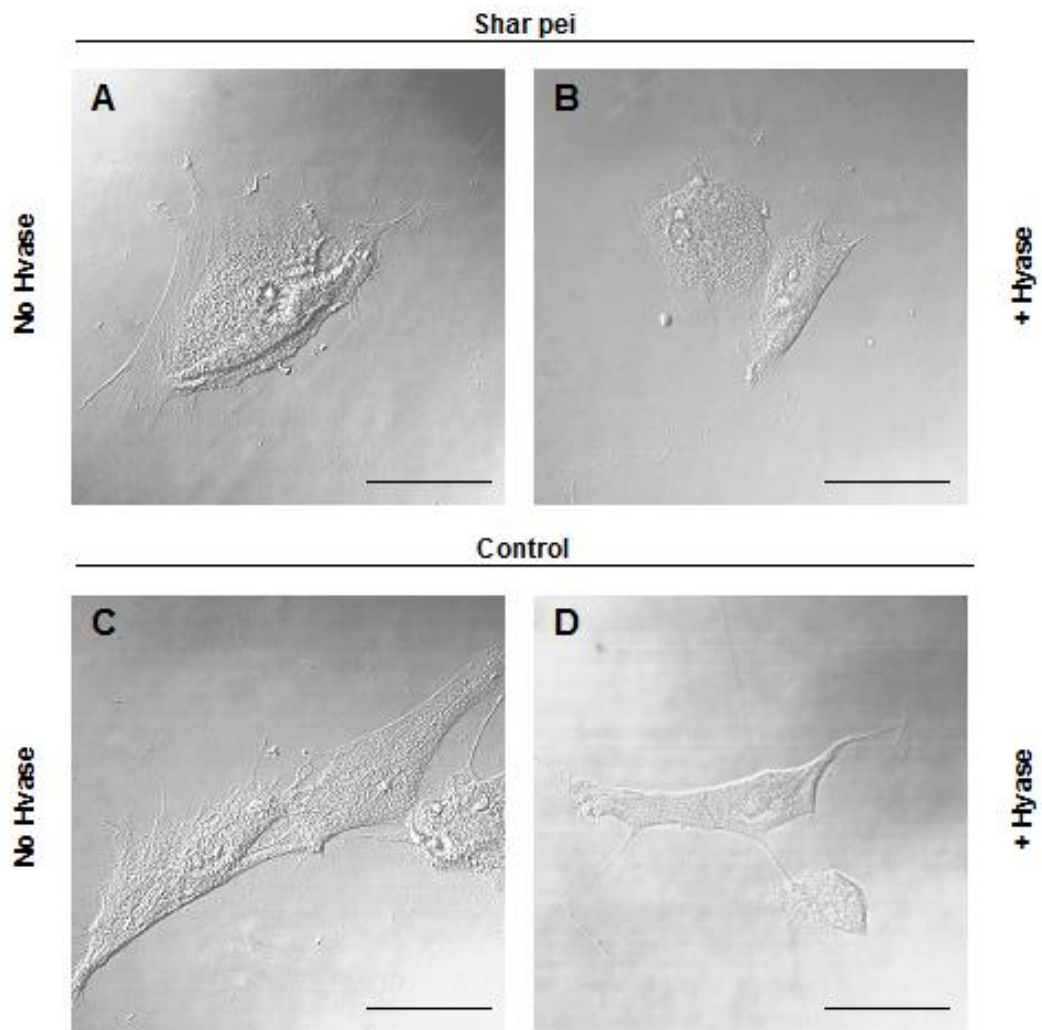 Shar pei
A
B
No Hvase
+ Hyase
Control
C
D
No Hvase
+ Hyase